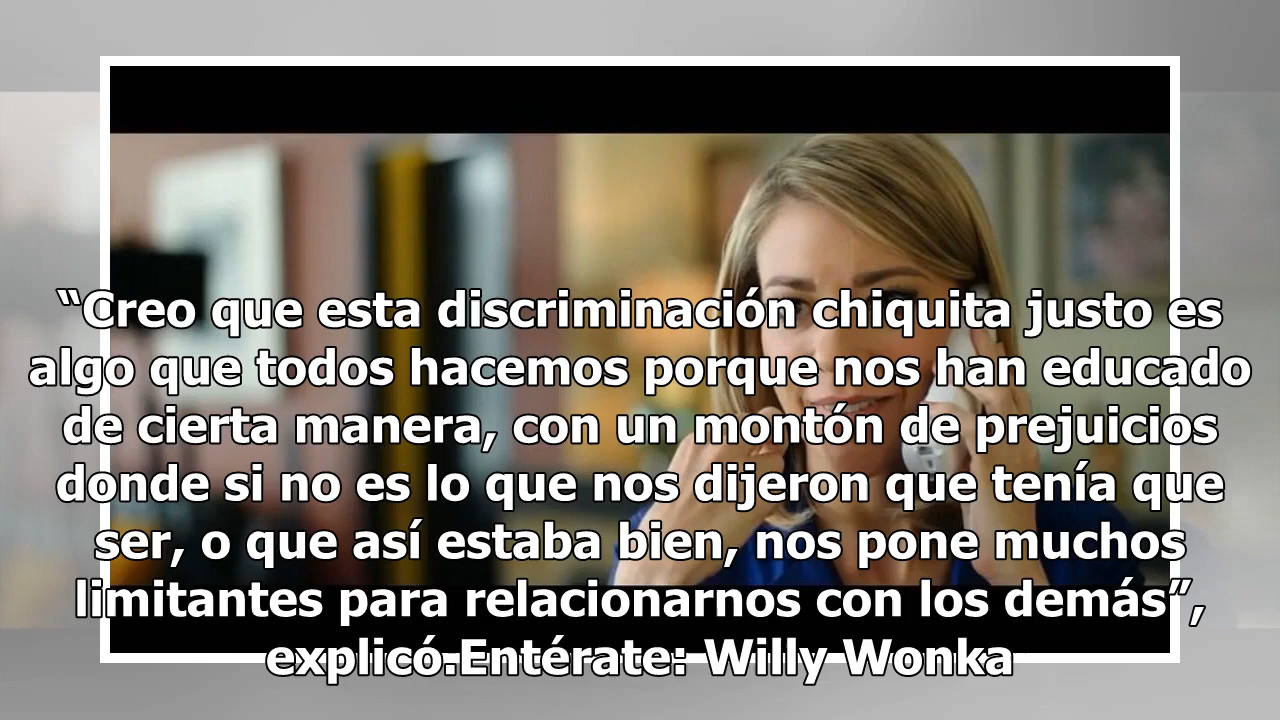 “Creo que esta discriminación chiquita justo es
algo que todos hacemos porque nos han educado
de cierta manera, con un montón de prejuicios
donde si no es lo que nos dijeron que tenía que
ser, o que así estaba bien, nos pone muchos
limitantes para relacionarnos con los demás”,
explicó.Entérate: Willy Wonka